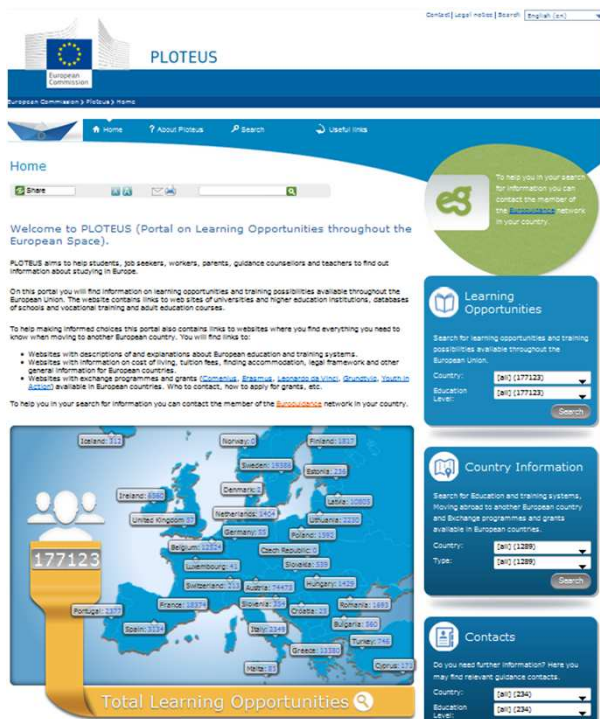 Contact | Legal notice | Search English (en)
European
Commission
PLOTEUS
European Commission > Ploteus > Home
Home ? About Ploteus Search Useful links
Home
Share
To help you in your search
for information you can
contact the member of
the Euroguidance network
in your country.
eg
Welcome to PLOTEUS (Portal on Learning Opportunities throughout the
European Space).
PLOTEUS aims to help students, job seekers, workers, parents, guidance counsellors and teachers to find out
information about studying in Europe.
On this portal you will find information on learning opportunities and training possibilities available throughout the
European Union. The website contains links to web sites of universities and higher education institutions, databases
of schools and vocational training and adult education courses.
To help making informed choices this portal also contains links to websites where you find everything you need to
know when moving to another European country. You will find links to:
• Websites with descriptions of and explanations about European education and training systems.
• Websites with information on cost of living, tuition fees, finding accommodation, legal framework and other
general information for European countries.
• Websites with exchange programmes and grants (Comenius, Erasmus, Leonardo da Vinci, Grundtvig, Youth in
Action) available in European countries. Who to contact, how to apply for grants, etc.
To help you in your search for information you can contact the member of the Euroguidance network in your country.
Learning
Opportunities
Search for learning opportunities and training
possibilities available throughout the
European Union.
Country: [all] (177123)
Education
Level: [all] (177123)
Search
Country Information
Search for Education and training systems,
Moving abroad to another European country
and Exchange programmes and grants
available in European countries.
Country: [all] (1289)
Type: [all] (1289)
Search
Contacts
Do you need further information? Here you
may find relevant guidance contacts.
Country: [all] (234)
Education
Level: [all] (234)
Iceland: 312
Norway: 0
Finland: 1817
Sweden: 19386
Estonia: 236
Ireland: 6560
Denmark:
Latvia: 10805
United Kingdom
Netherlands: 1404
Lithuania: 2230
Germany:
Poland: 1392
Belgium: 12324
Czech Republic: 0
177123
Luxembourg: 41
Slovakia: 539
Switzerland: 213
Austria: 74473
Hungary: 1429
Portugal: 2377
France: 18374
Slovenia: 354
Croatia: 23
Romania: 1693
Spain: 3134
Italy: 2349
Bulgaria: 560
Turkey: 746
Greece: 13380
Malta:
Cyprus: 171
Total Learning Opportunities